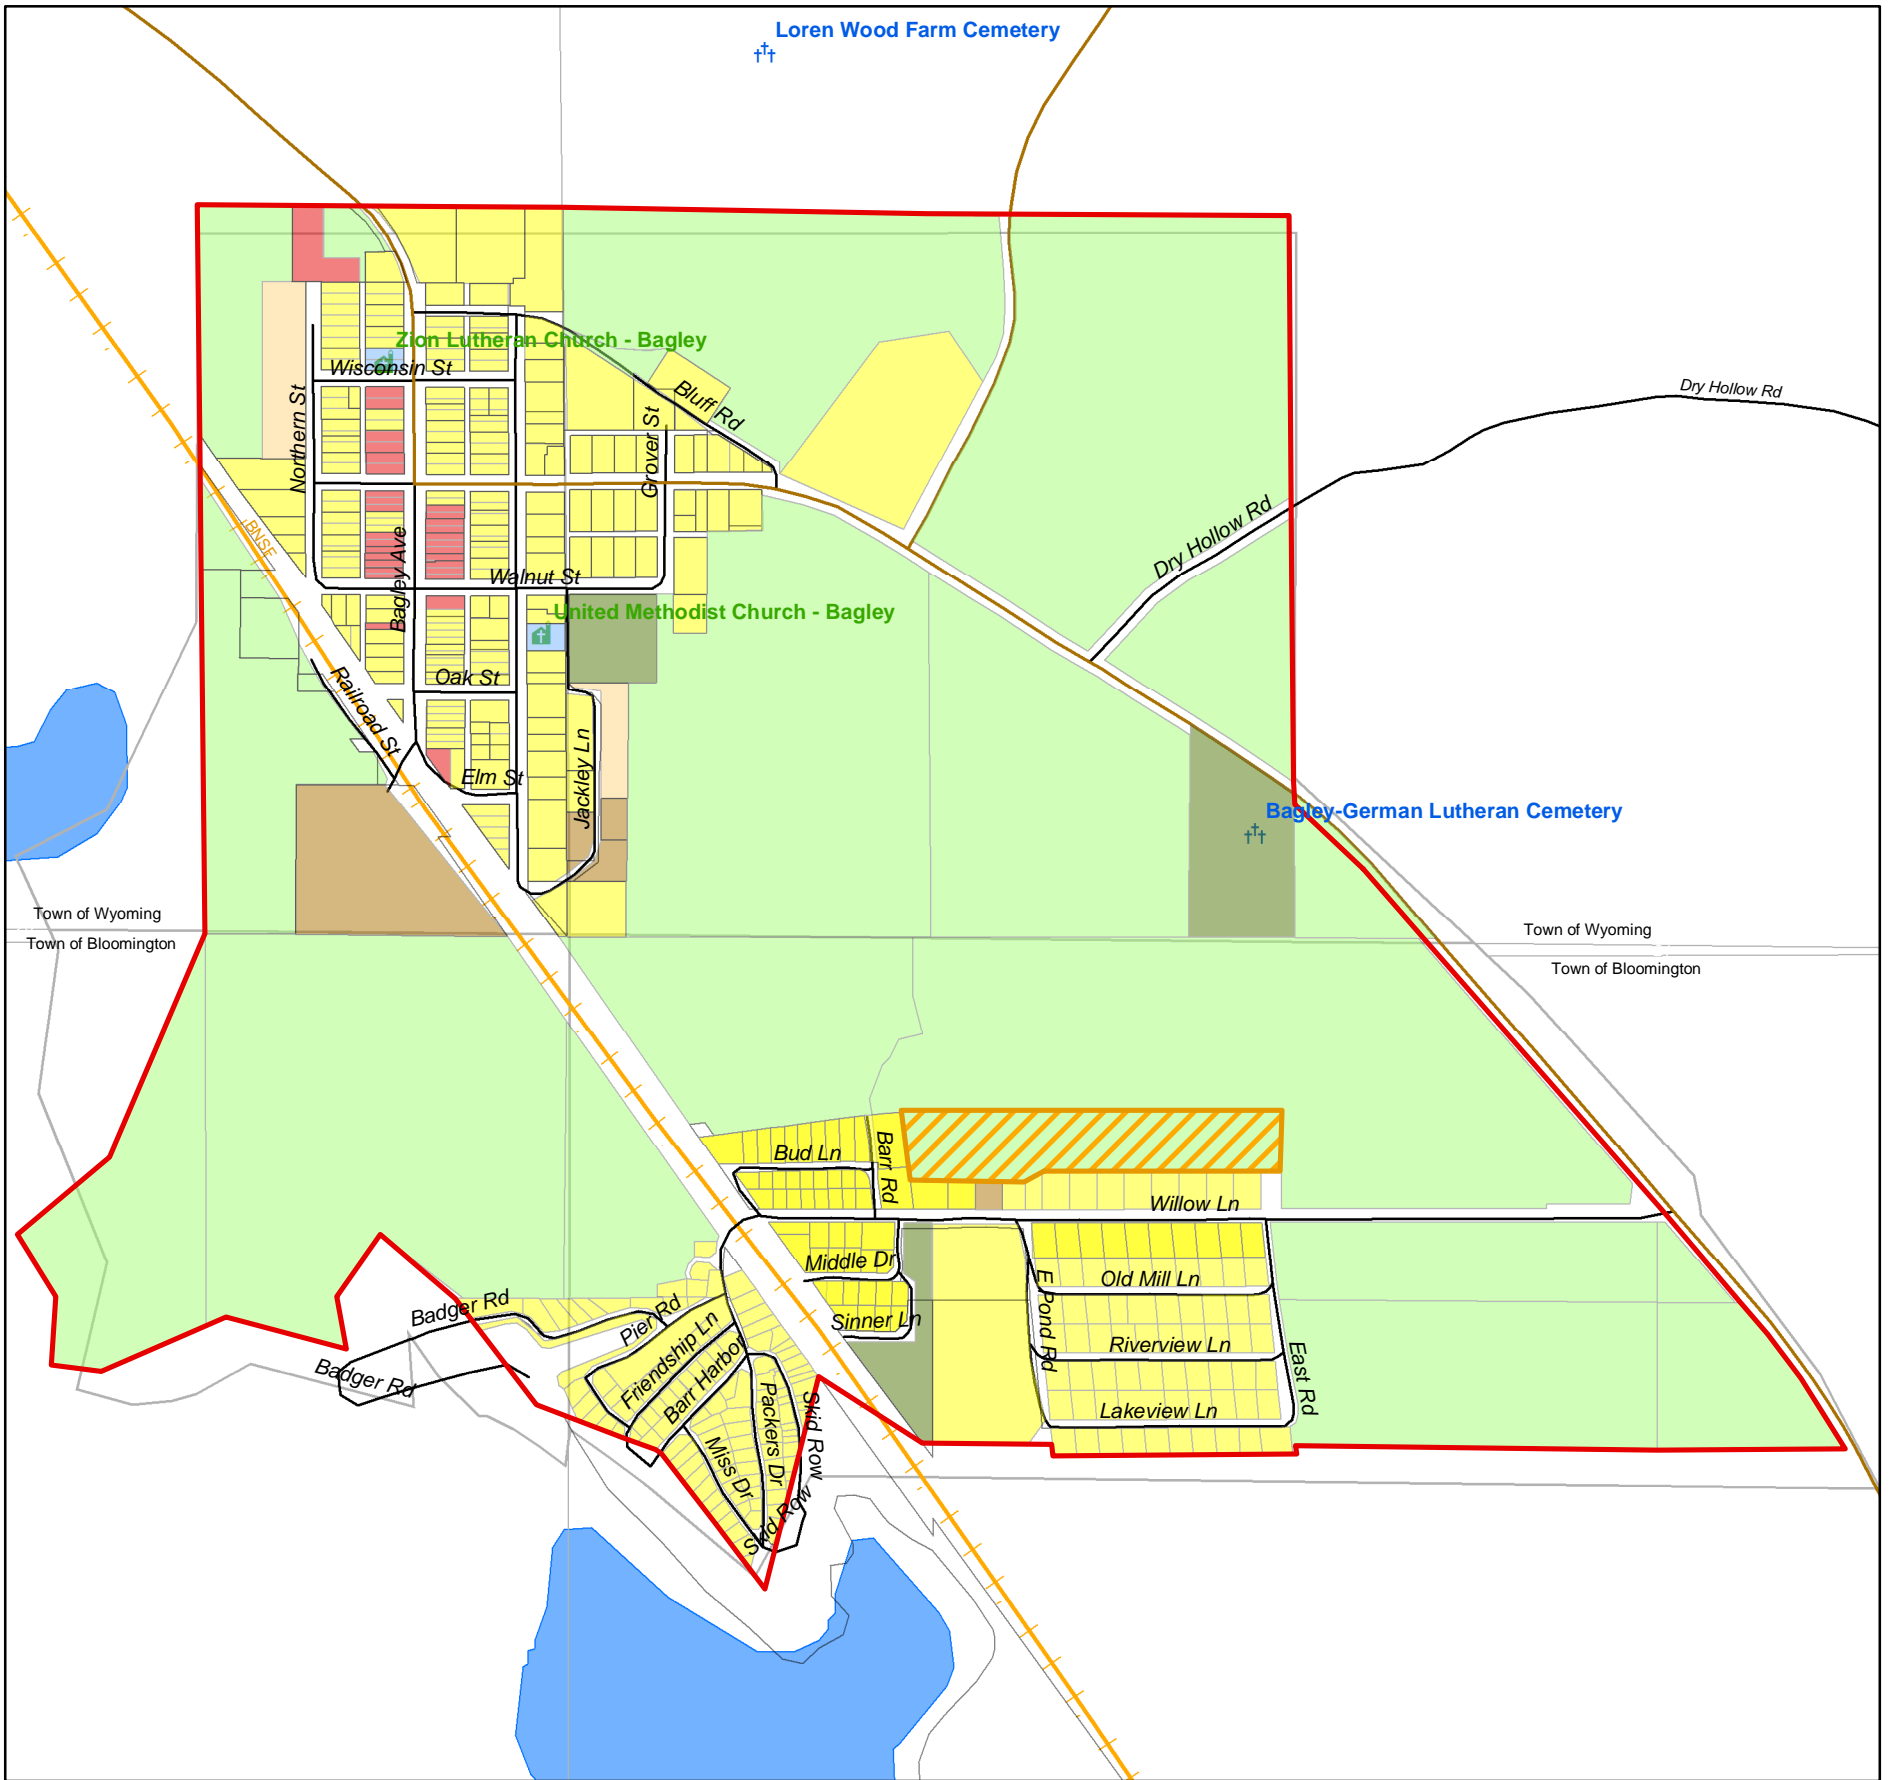 Loren Wood Farm Cemetery
Zion Lutheran Church - Bagley
Wisconsin St
Bluff Rd
Dry Hollow Rd
Northern St
Grover St
Dry Hollow Rd
BNSF
Bagley Ave
Walnut St
United Methodist Church - Bagley
Oak St
Railroad St
Elm St
Jackley Ln
Bagley-German Lutheran Cemetery
Town of Wyoming
Town of Bloomington
Town of Wyoming
Town of Bloomington
Bud Ln
Barr Rd
Willow Ln
Middle Dr
Old Mill Ln
E Pond Rd
Badger Rd
Pier Rd
Sinner Ln
Friendship Ln
Riverview Ln
Barr Harbor
East Rd
Badger Rd
Packers Dr
Skid Row
Lakeview Ln
Miss Dr
Skid Row